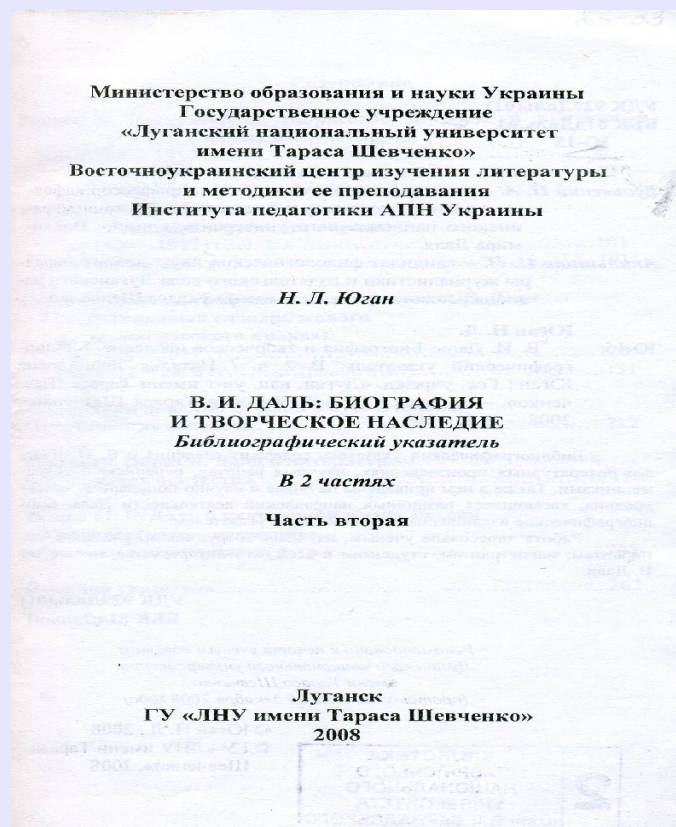 Министерство образования и науки Украины
Государственное учреждение
«Луганский национальный университет
имени Тараса Шевченко»
Восточноукраинский центр изучения литературы
и методики ее преподавания
Института педагогики АПН Украины
Н. Л. Юган
В. И. ДАЛЬ: БИОГРАФИЯ
И ТВОРЧЕСКОЕ НАСЛЕДИЕ
Библиографический указатель
В 2 частях
Часть вторая
Луганск
ГУ «ЛНУ имени Тараса Шевченко»
2008